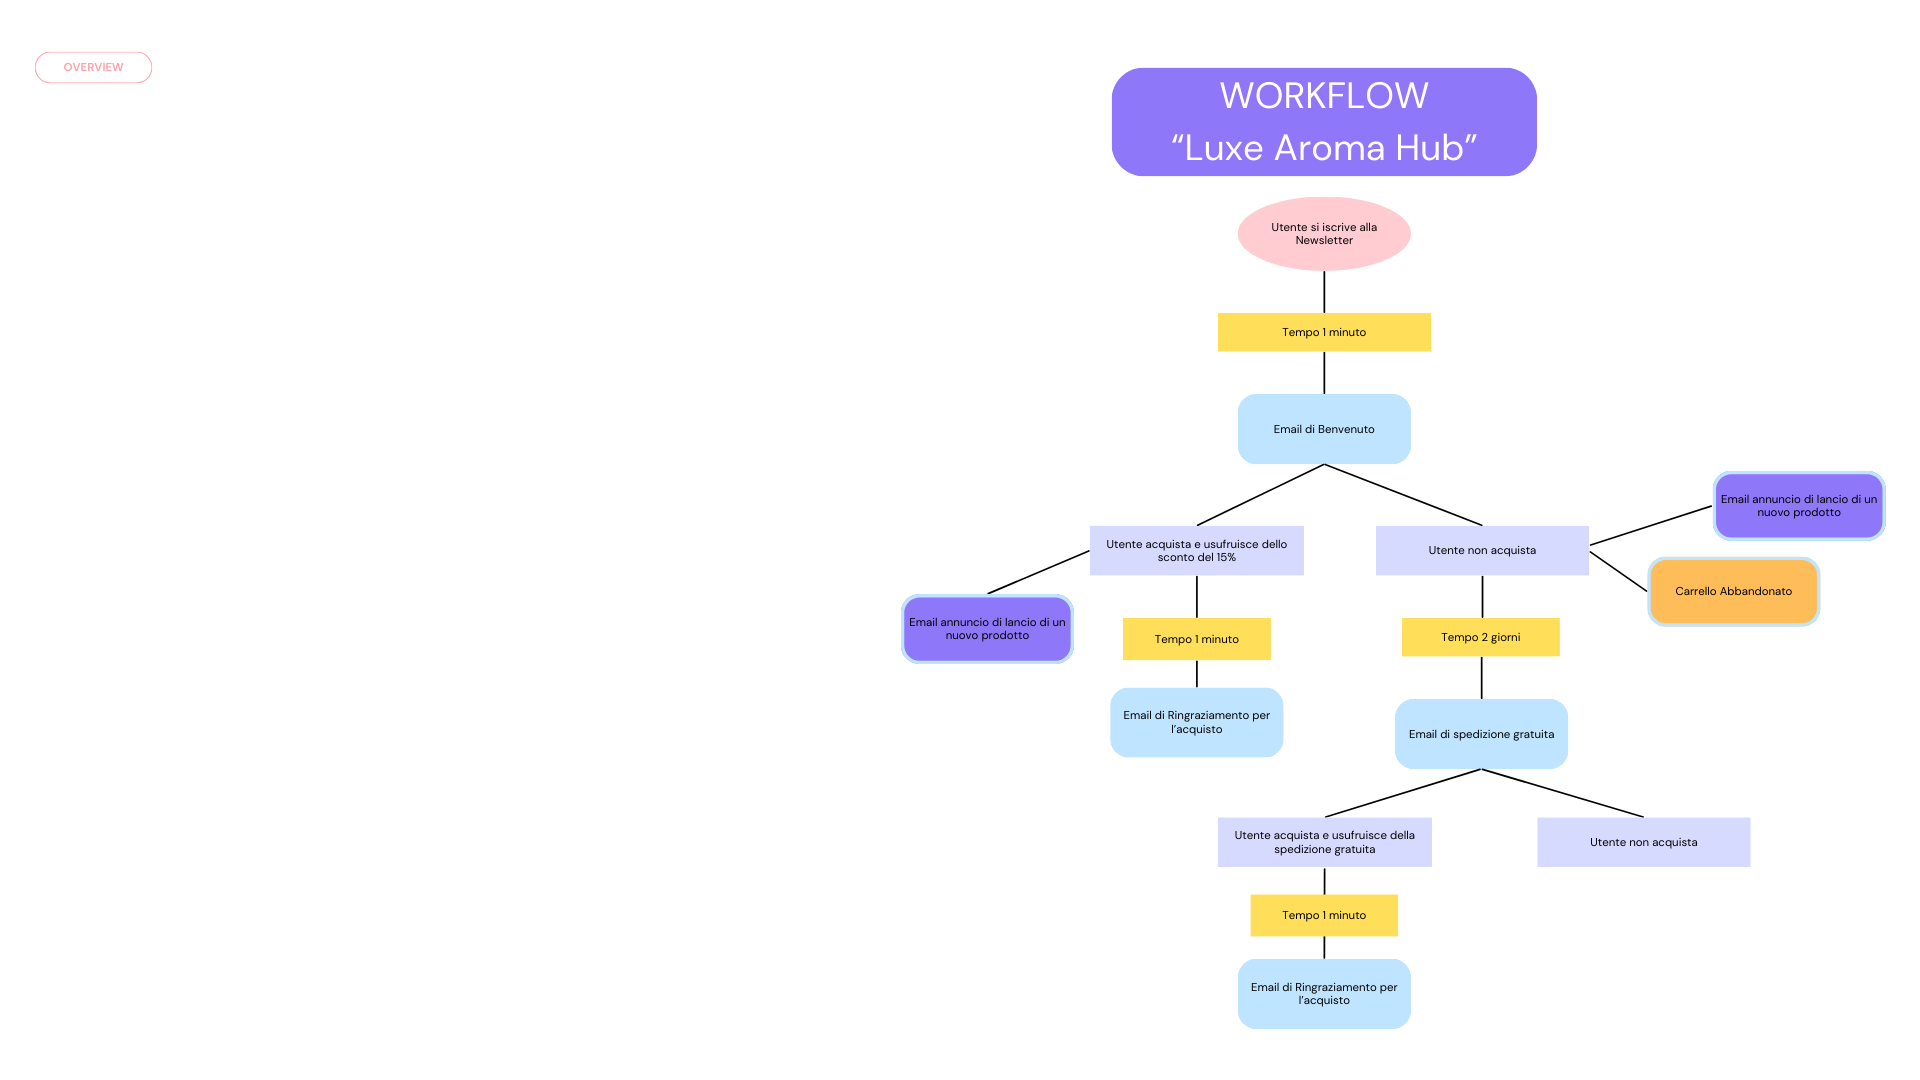 OVERVIEW
WORKFLOW
“Luxe Aroma Hub”
Utente si iscrive alla
Newsletter
Tempo 1 minuto
Email di Benvenuto
Email annuncio di lancio di un
nuovo prodotto
Utente acquista e usufruisce dello
sconto del 15%
Utente non acquista
Carrello Abbandonato
Email annuncio di lancio di un
nuovo prodotto
Tempo 1 minuto
Tempo 2 giorni
Email di Ringraziamento per
l’acquisto
Email di spedizione gratuita
Utente acquista e usufruisce della
spedizione gratuita
Utente non acquista
Tempo 1 minuto
Email di Ringraziamento per
l’acquisto